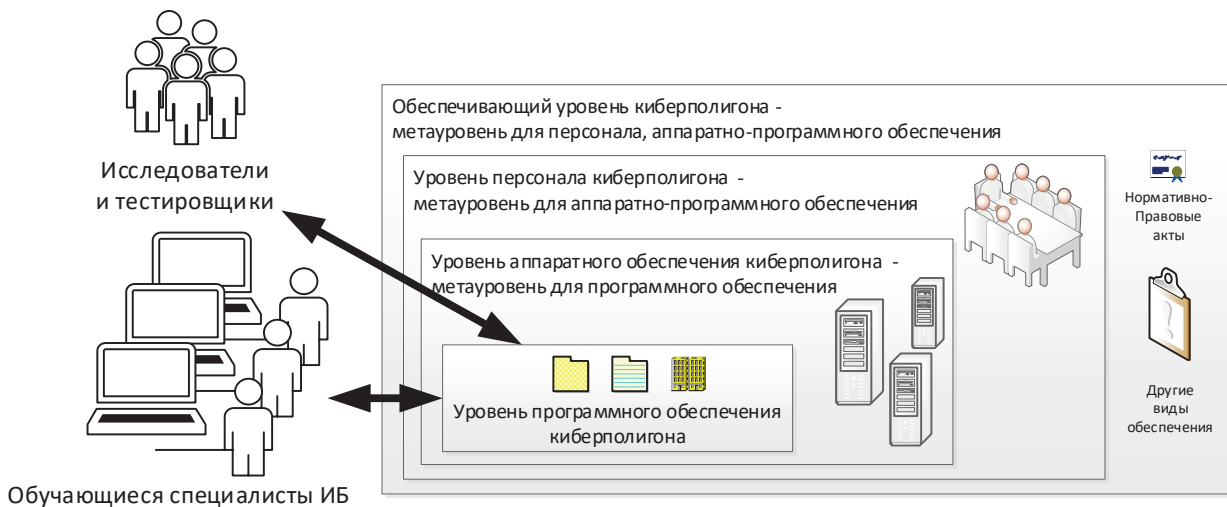 Исследователи
и тестировщики
Обучающиеся специалисты ИБ
Обеспечивающий уровень киберполигона -
метауровень для персонала, аппаратно-программного обеспечения
Уровень персонала киберполигона -
метауровень для аппаратно-программного обеспечения
Уровень аппаратного обеспечения киберполигона -
метауровень для программного обеспечения
Уровень программного обеспечения
киберполигона
Нормативно-
Правовые
акты
Другие
виды
обеспечения